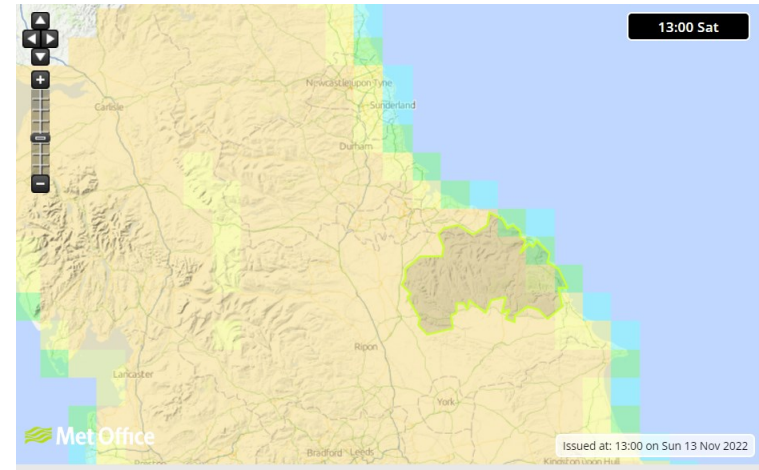 13:00 Sat
Newcastle upon Tyne
Carlisle
Sunderland
Durham
Ripon
Lancaster
York
Met Office
Issued at: 13:00 on Sun 13 Nov 2022
Bradford
Leeds
Preston
Kingston upon Hull